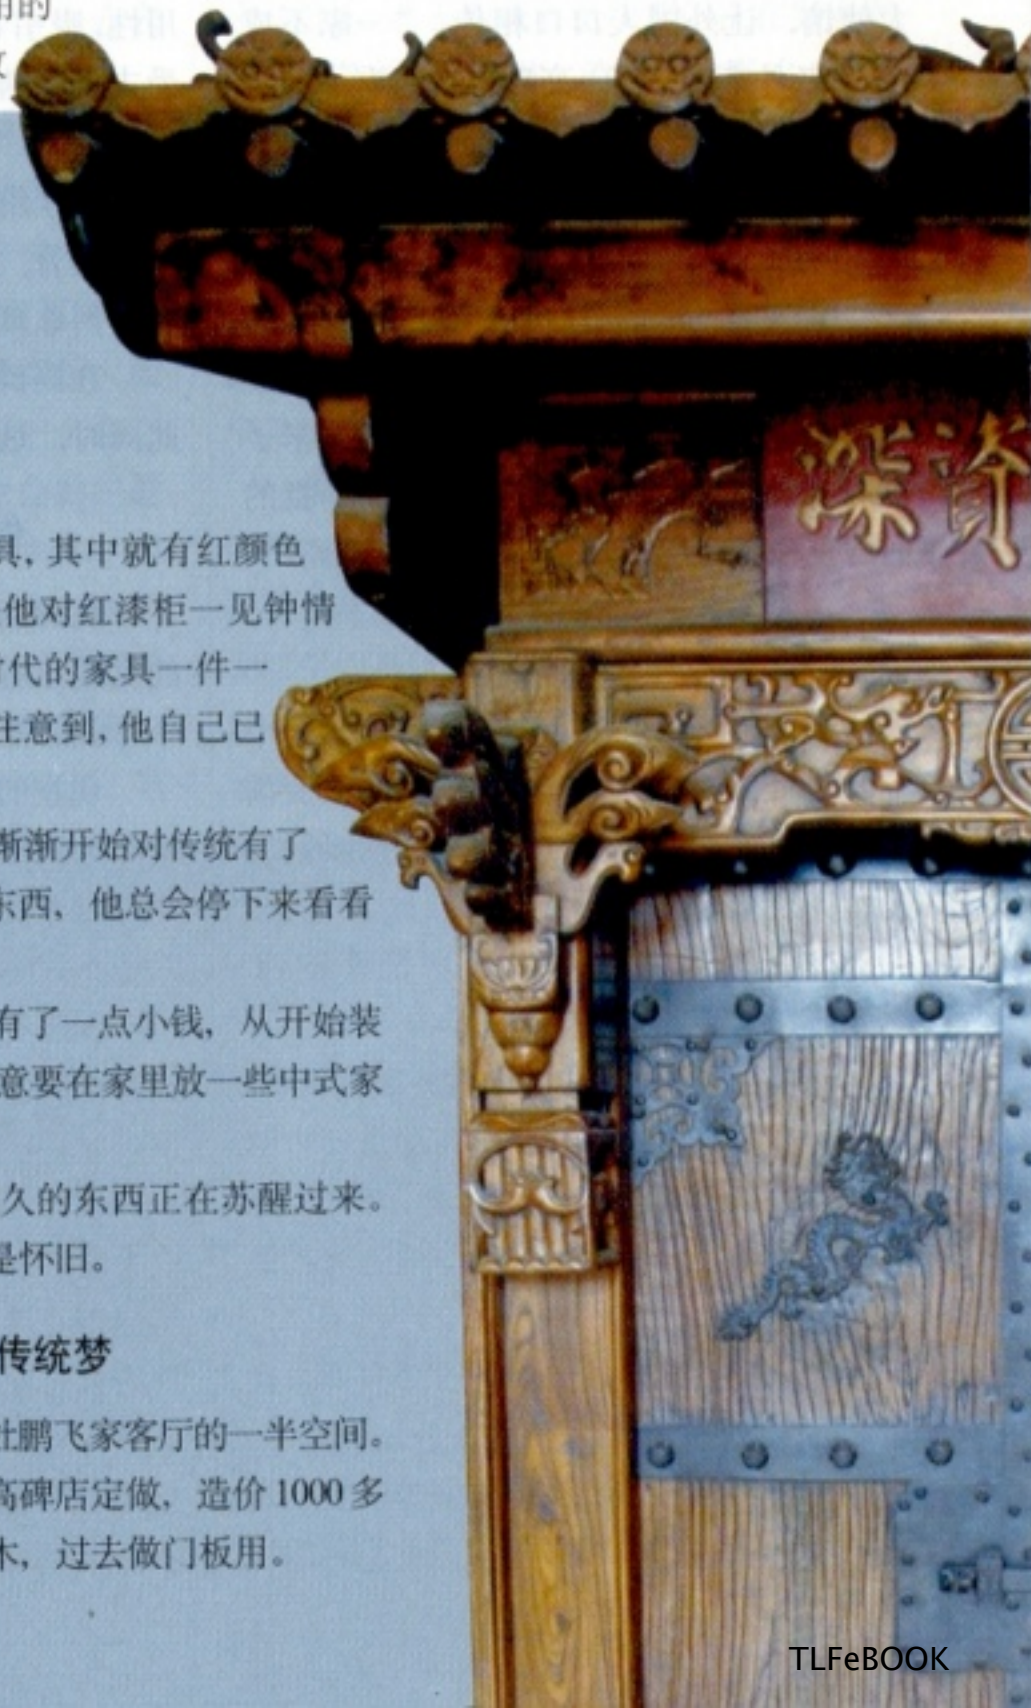 用的
深資
具, 其中就有红颜色
他对红漆柜一见钟情
时代的家具一件一
注意到, 他自己已
渐渐开始对传统有了
东西, 他总会停下来看看
有了一点小钱, 从开始装
意要在家里放一些中式家
久的东西正在苏醒过来。
是怀旧。
传统梦
杜鹏飞家客厅的一半空间。
高碑店定做, 造价1000多
木, 过去做门板用。
TLFeBOOK